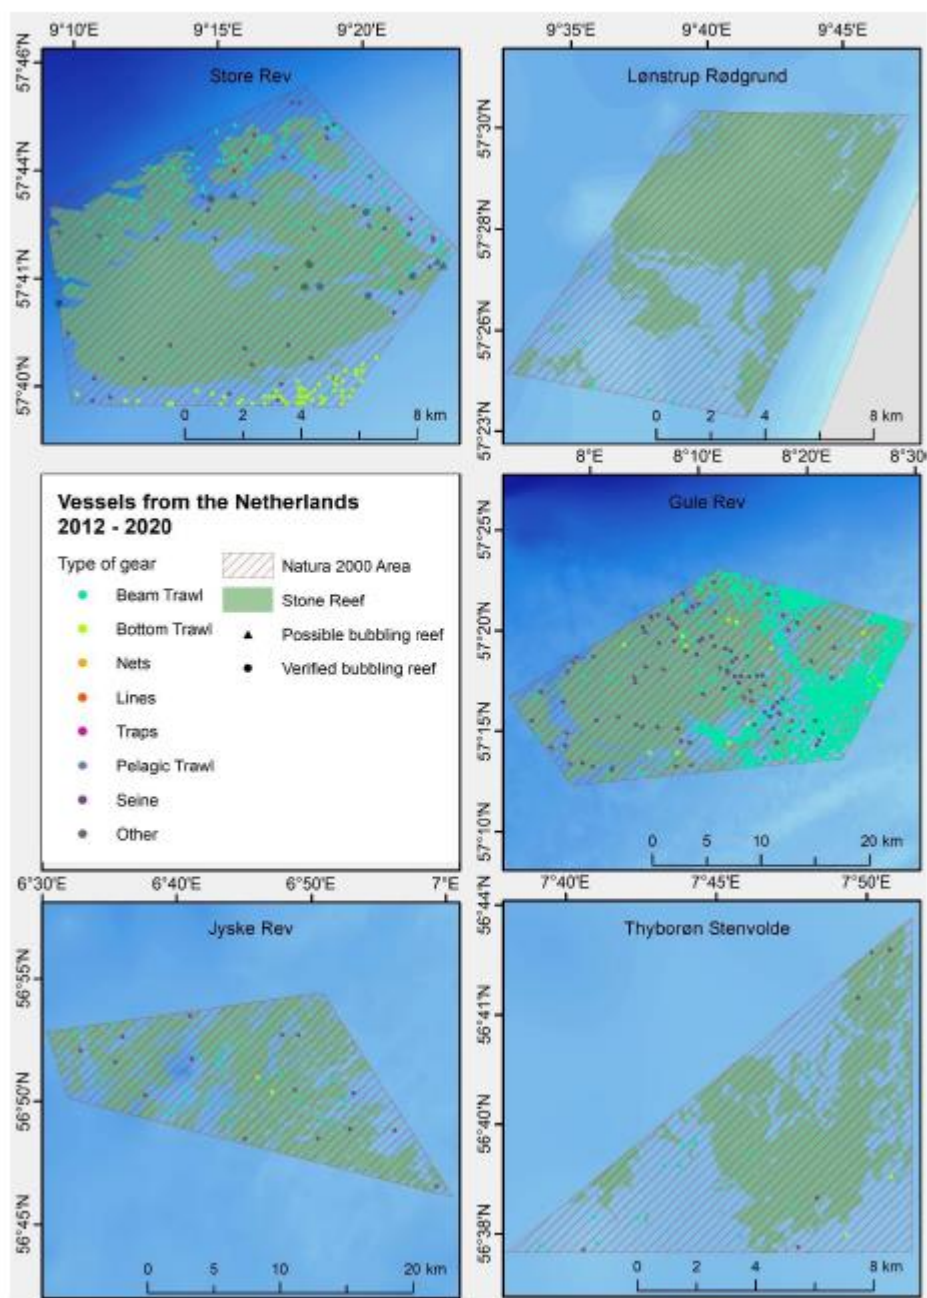 9°10'E 9°15'E 9°20'E
57°46'N
57°44'N
57°41'N
57°40'N
Store Rev
0 2 4 8 km
9°35'E 9°40'E 9°45'E
57°30'N
57°28'N
57°26'N
57°23'N
Lønstrup Rødgrund
0 2 4 8 km
Vessels from the Netherlands
2012 - 2020
Type of gear
Beam Trawl
Bottom Trawl
Nets
Lines
Traps
Pelagic Trawl
Seine
Other
Natura 2000 Area
Stone Reef
Possible bubbling reef
Verified bubbling reef
8°E 8°10'E 8°20'E 8°30'E
57°25'N
57°20'N
57°15'N
57°10'N
Gule Rev
0 5 10 20 km
6°30'E 6°40'E 6°50'E 7°E
56°55'N
56°50'N
56°45'N
Jyske Rev
0 5 10 20 km
7°40'E 7°45'E 7°50'E
56°44'N
56°41'N
56°40'N
56°38'N
Thyborøn Stenvolde
0 2 4 8 km